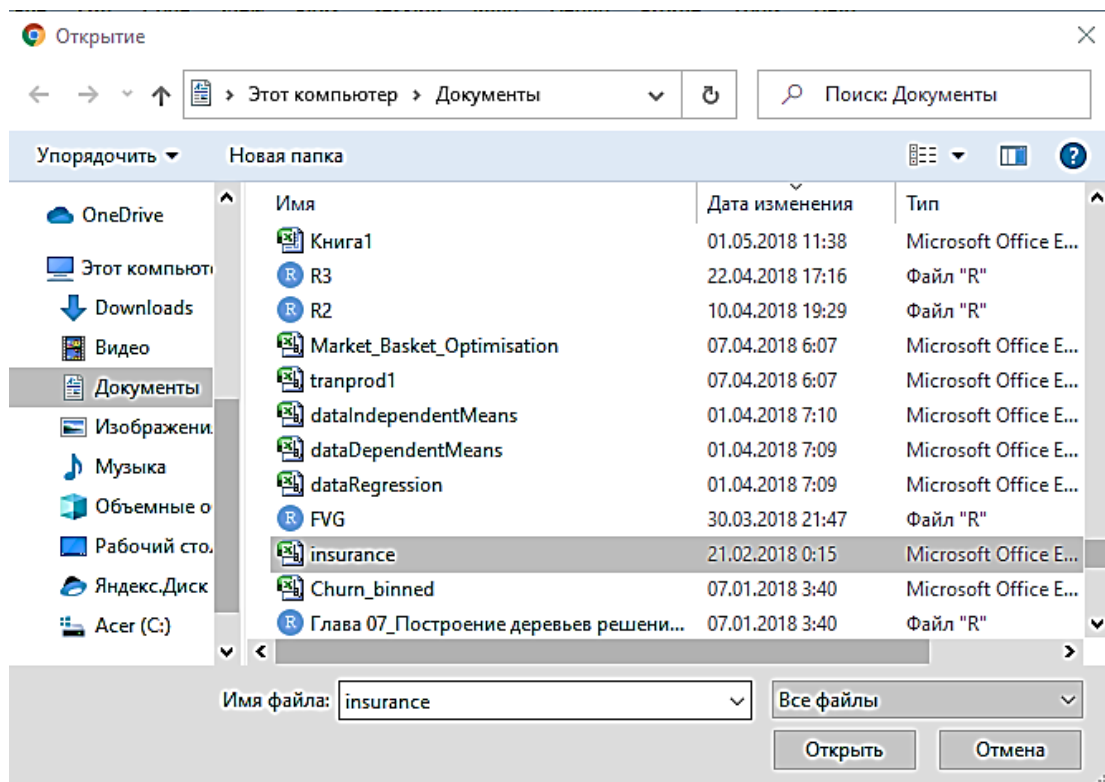 Открытие
Этот компьютер › Документы
Поиск: Документы
Упорядочить
Новая папка
?
OneDrive
Этот компьюте
Downloads
Видео
Документы
Изображени
Музыка
Объемные о
Рабочий сто
Яндекс.Диск
Acer (C:)
Имя Дата изменения Тип
Книга1 01.05.2018 11:38 Microsoft Office E...
R R3 22.04.2018 17:16 Файл "R"
R R2 10.04.2018 19:29 Файл "R"
Market_Basket_Optimisation 07.04.2018 6:07 Microsoft Office E...
tranprod1 07.04.2018 6:07 Microsoft Office E...
dataIndependentMeans 01.04.2018 7:10 Microsoft Office E...
dataDependentMeans 01.04.2018 7:09 Microsoft Office E...
dataRegression 01.04.2018 7:09 Microsoft Office E...
R FVG 30.03.2018 21:47 Файл "R"
insurance 21.02.2018 0:15 Microsoft Office E...
Churn_binned 07.01.2018 3:40 Microsoft Office E...
R Глава 07_Построение деревьев решени... 07.01.2018 3:40 Файл "R"
Имя файла: insurance
Все файлы
Открыть
Отмена